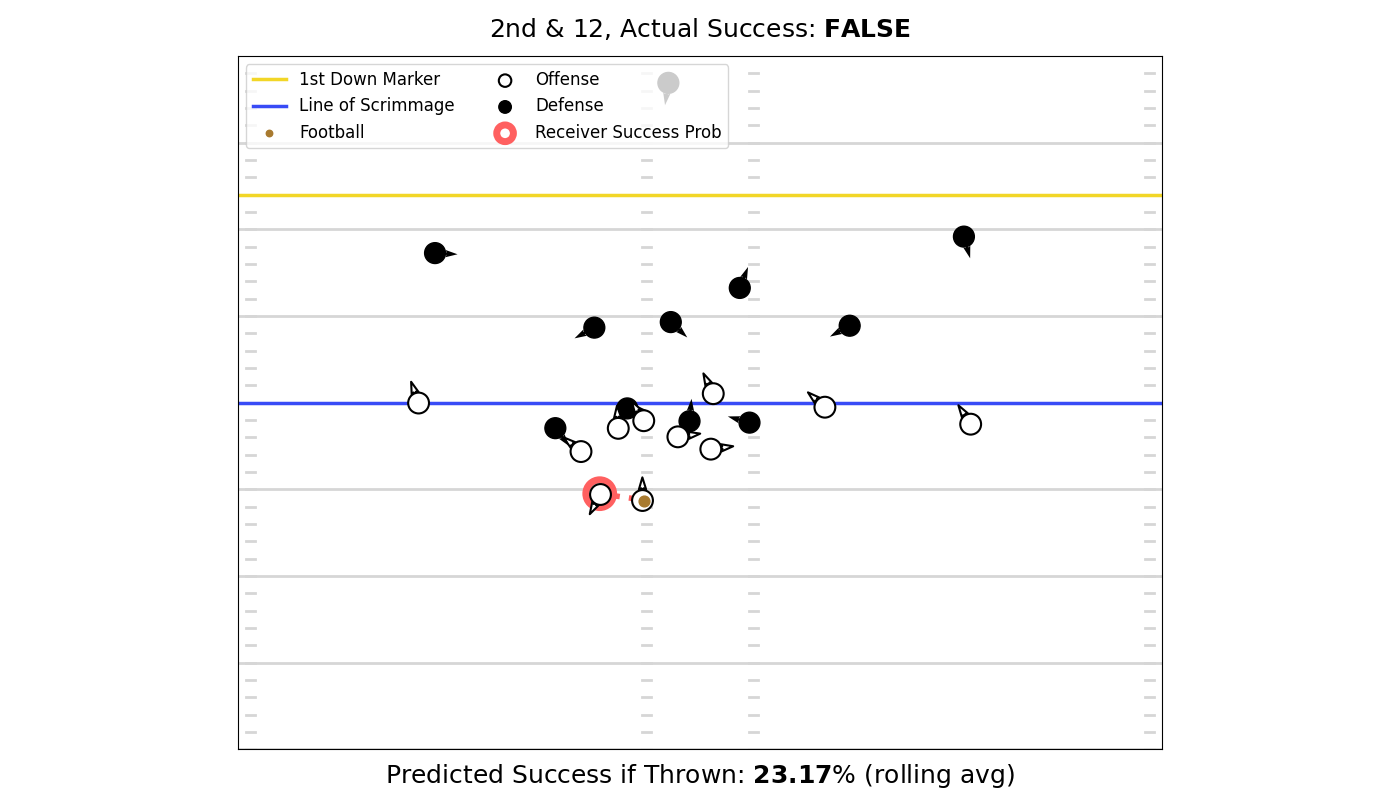 2nd & 12, Actual Success: FALSE
1st Down Marker
Line of Scrimmage
Football
Offense
Defense
Receiver Success Prob
Predicted Success if Thrown: 23.17% (rolling avg)